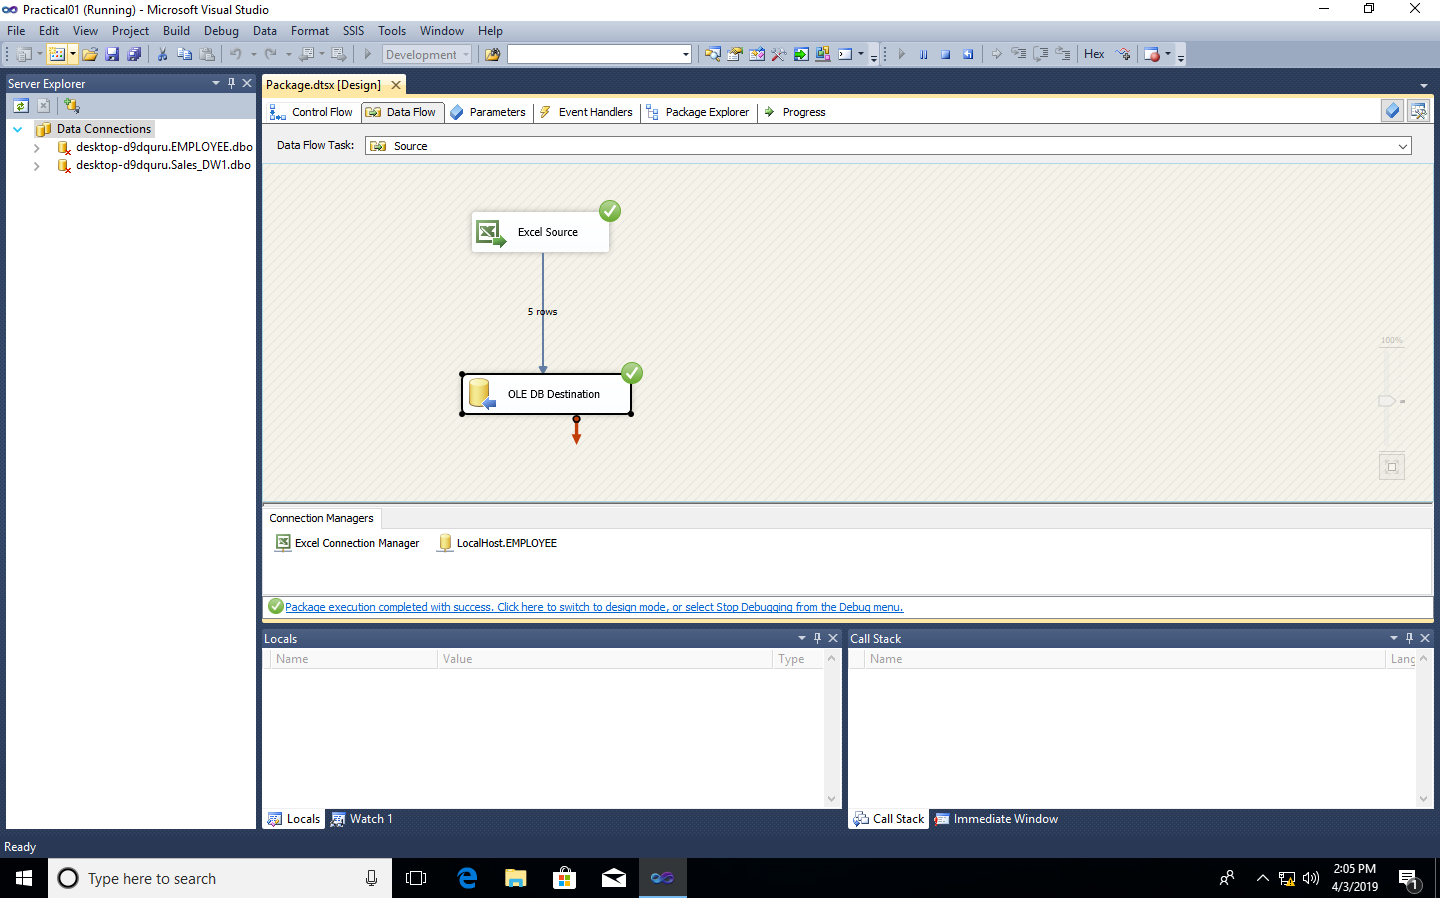 Practical01 (Running) - Microsoft Visual Studio
File Edit View Project Build Debug Data Format SSIS Tools Window Help
Development Hex
Server Explorer
Data Connections
desktop-d9dquru.EMPLOYEE.dbo
desktop-d9dquru.Sales_DW1.dbo
Package.dtsx [Design]
Control Flow Data Flow Parameters Event Handlers Package Explorer Progress
Data Flow Task: Source
Excel Source
5 rows
OLE DB Destination
100%
Connection Managers
Excel Connection Manager LocalHost.EMPLOYEE
Package execution completed with success. Click here to switch to design mode, or select Stop Debugging from the Debug menu.
Locals
Name Value Type
Locals Watch 1
Call Stack
Name Lang
Call Stack Immediate Window
Ready
Type here to search
2:05 PM
4/3/2019
1